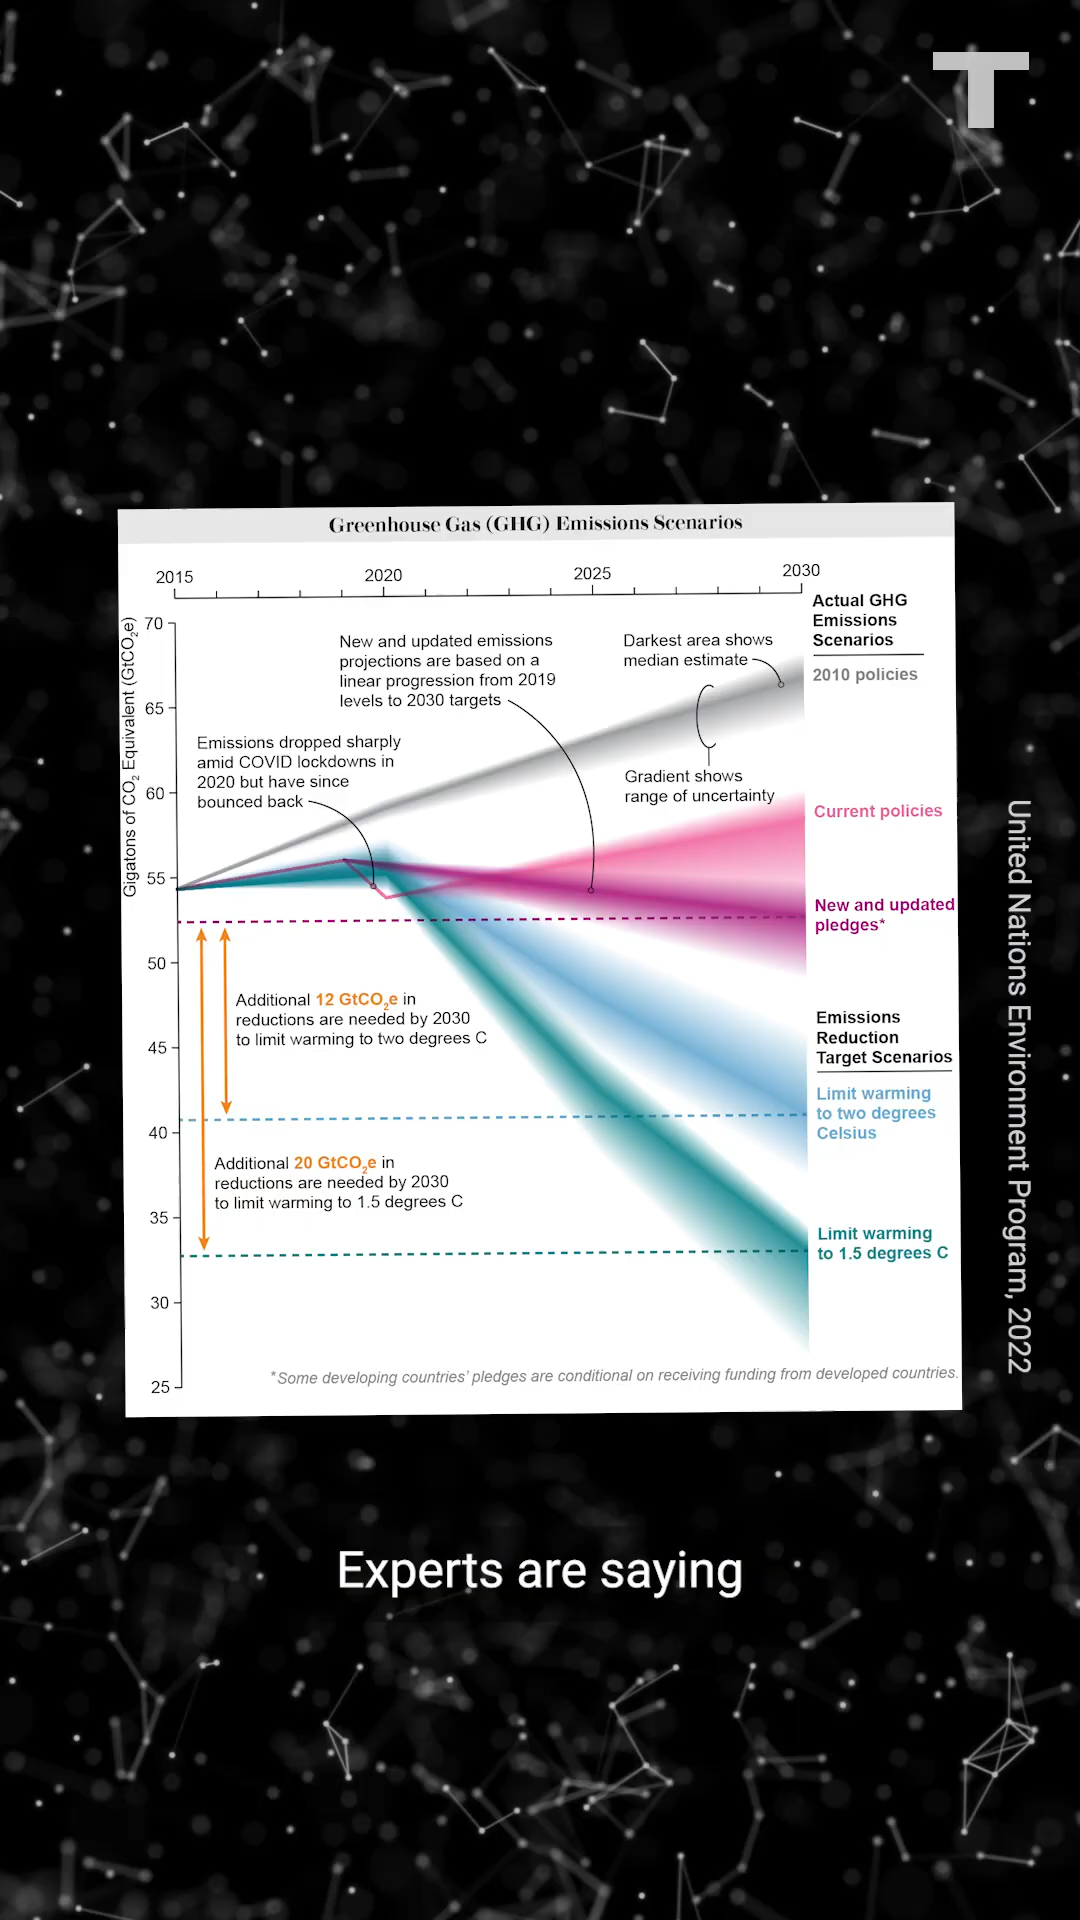 T
Greenhouse Gas (GHG) Emissions Scenarios
2015
2020
2025
2030
Gigatons of CO₂ Equivalent (GtCO₂e)
70
65
60
55
50
45
40
35
30
25
New and updated emissions
projections are based on a
linear progression from 2019
levels to 2030 targets
Darkest area shows
median estimate
Emissions dropped sharply
amid COVID lockdowns in
2020 but have since
bounced back
Gradient shows
range of uncertainty
Actual GHG
Emissions
Scenarios
2010 policies
Current policies
New and updated
pledges*
Additional 12 GtCO₂e in
reductions are needed by 2030
to limit warming to two degrees C
Emissions
Reduction
Target Scenarios
Limit warming
to two degrees
Celsius
Additional 20 GtCO₂e in
reductions are needed by 2030
to limit warming to 1.5 degrees C
Limit warming
to 1.5 degrees C
*Some developing countries’ pledges are conditional on receiving funding from developed countries.
United Nations Environment Program, 2022
Experts are saying